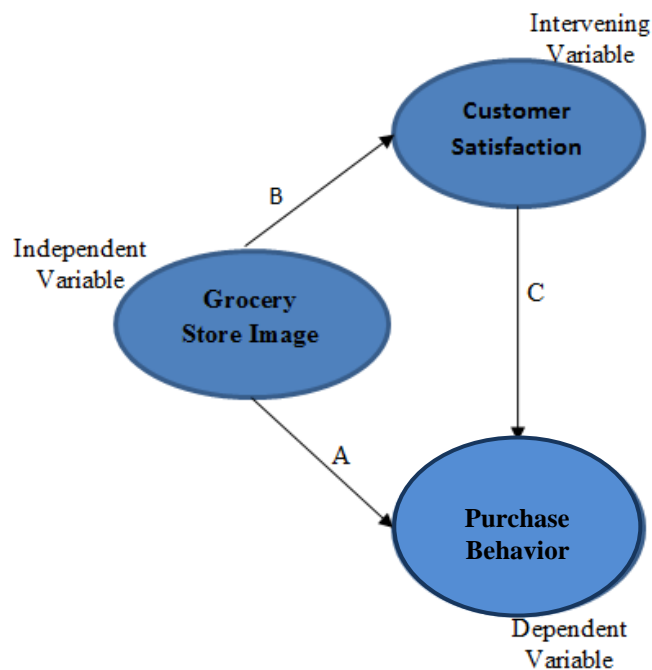 Intervening
Variable
Customer
Satisfaction
B
Independent
Variable
Grocery
Store Image
C
A
Purchase
Behavior
Dependent
Variable